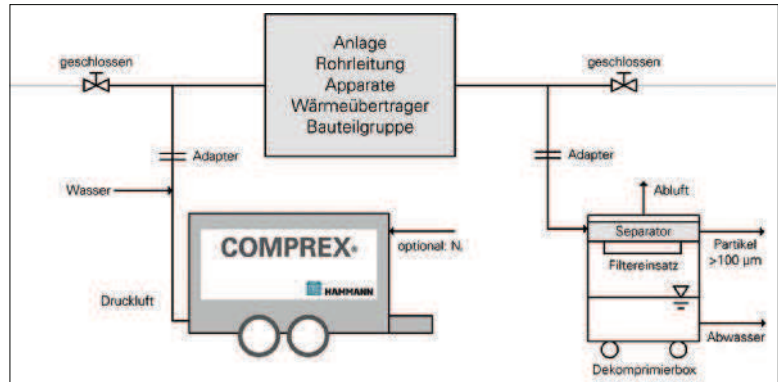 geschlossen
Anlage
Rohrleitung
Apparate
Wärmeübertrager
Bauteilgruppe
geschlossen
Adapter
Adapter
Wasser
Abluft
COMPREX®
optional: N₂
Separator
Partikel
>100 µm
Filtereinsatz
HAMMANN
Druckluft
Abwasser
Dekomprimierbox